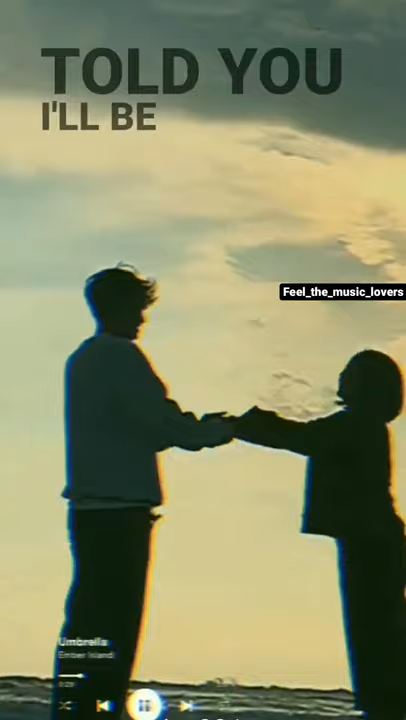 TOLD YOU
I'LL BE
Feel_the_music_lovers
Umbrella
Ember Island